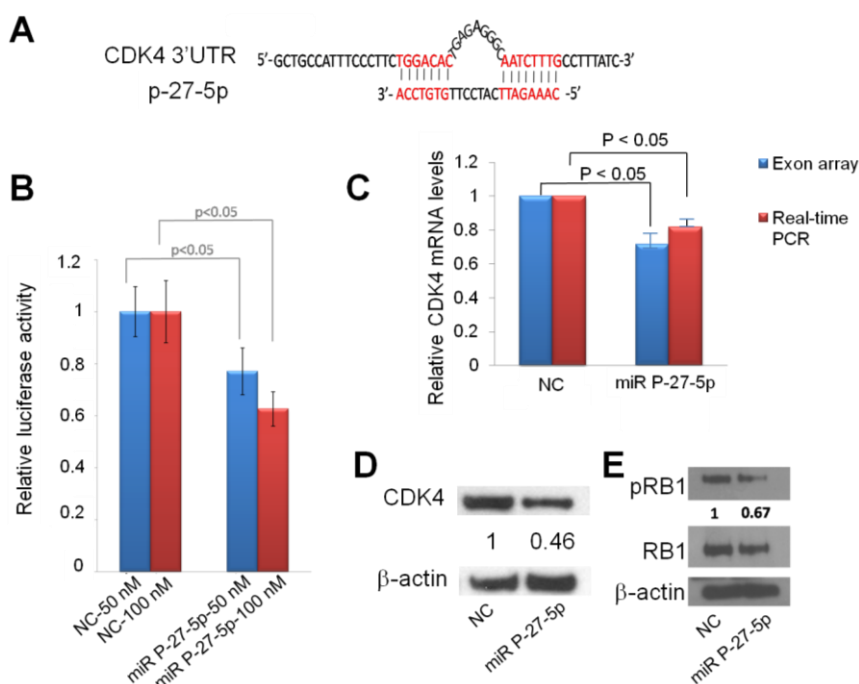 A
CDK4 3'UTR
5'-GCTGCCATTTCCCTTCTGGACACTGAGAGGGCAATCTTTGCCTTTATC-3'
p-27-5p
3'- ACCTGTGTTCCTACTTAGAAAC -5'
B
p<0.05
p<0.05
Relative luciferase activity
1.2
1
0.8
0.6
0.4
0.2
0
NC-50 nM
NC-100 nM
miR P-27-5p-50 nM
miR P-27-5p-100 nM
C
P < 0.05
P < 0.05
Relative CDK4 mRNA levels
1.2
1
0.8
0.6
0.4
0.2
0
NC
miR P-27-5p
Exon array
Real-time
PCR
D
CDK4
1 0.46
β-actin
NC
miR P-27-5p
E
pRB1
1 0.67
RB1
β-actin
NC
miR P-27-5p